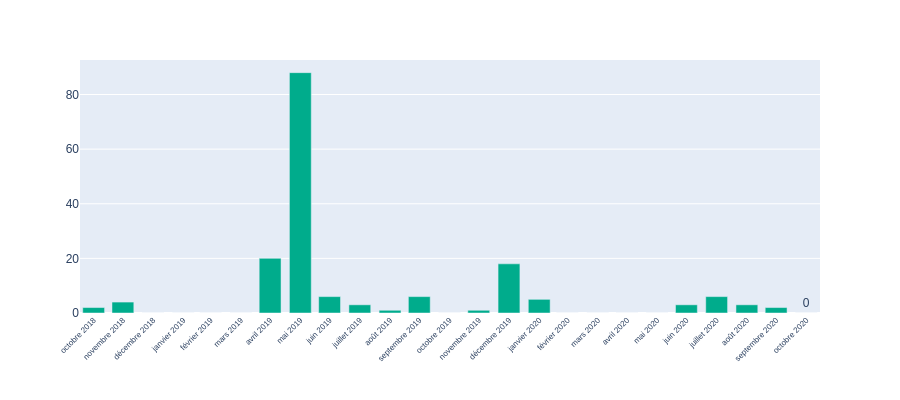 80
60
40
20
0
0
octobre 2018
novembre 2018
décembre 2018
janvier 2019
février 2019
mars 2019
avril 2019
mai 2019
juin 2019
juillet 2019
août 2019
septembre 2019
octobre 2019
novembre 2019
décembre 2019
janvier 2020
février 2020
mars 2020
avril 2020
mai 2020
juin 2020
juillet 2020
août 2020
septembre 2020
octobre 2020